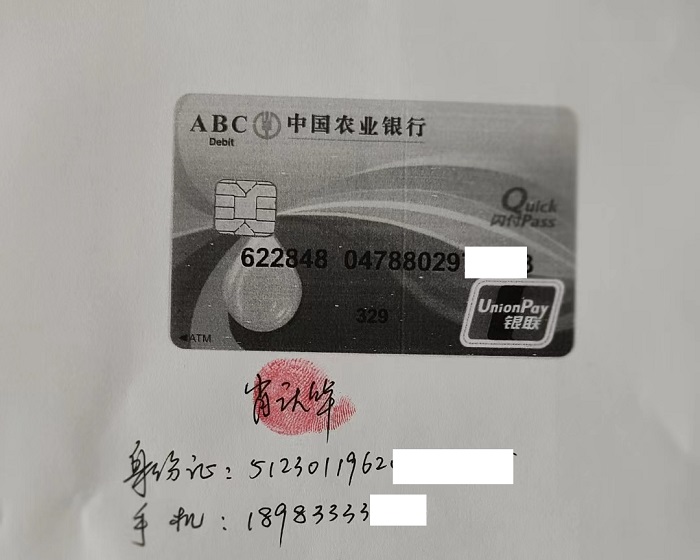 ABC 中国农业银行
Debit
Quick
闪付Pass
622848 0478802913
329
UnionPay
银联
ATM
身份证：5123011962
手机：18983333